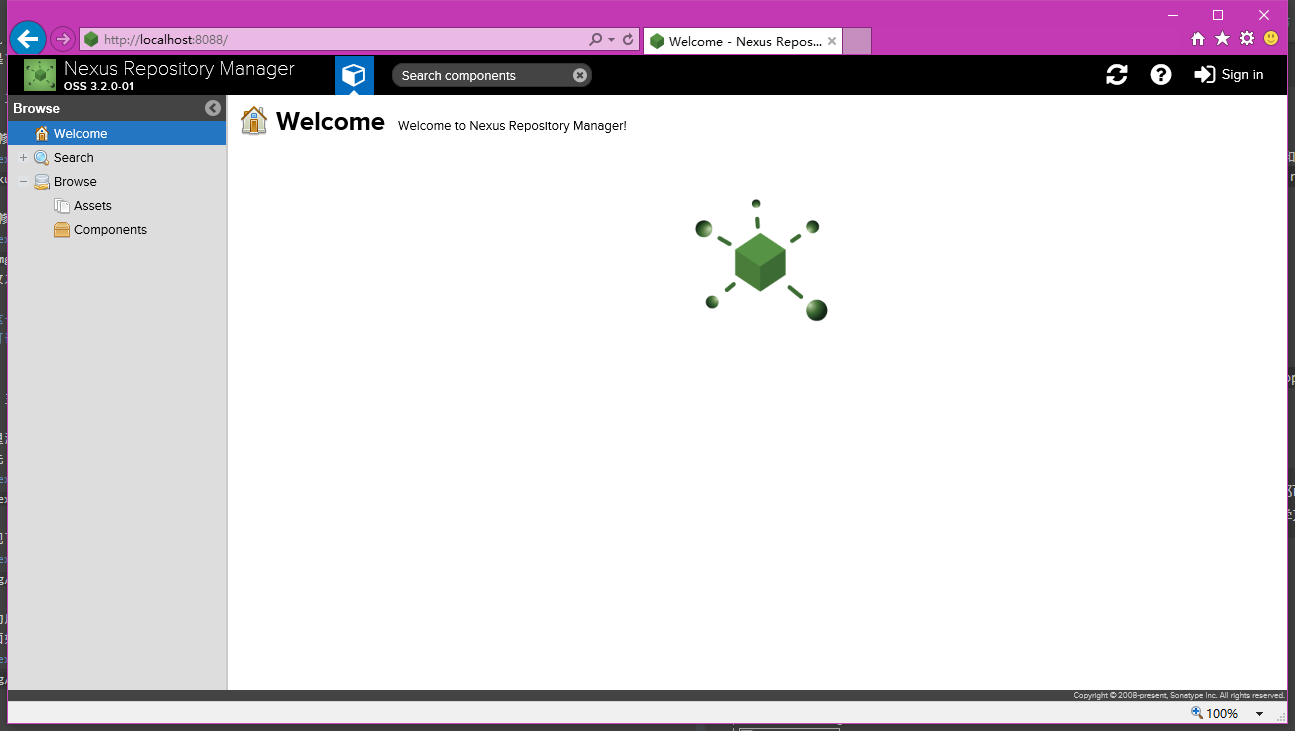 http://localhost:8088/
Welcome - Nexus Repos...
Nexus Repository Manager
OSS 3.2.0-01
Search components
Sign in
Browse
Welcome
Welcome to Nexus Repository Manager!
Welcome
Search
Browse
Assets
Components
Copyright © 2008-present, Sonatype Inc. All rights reserved.
100%